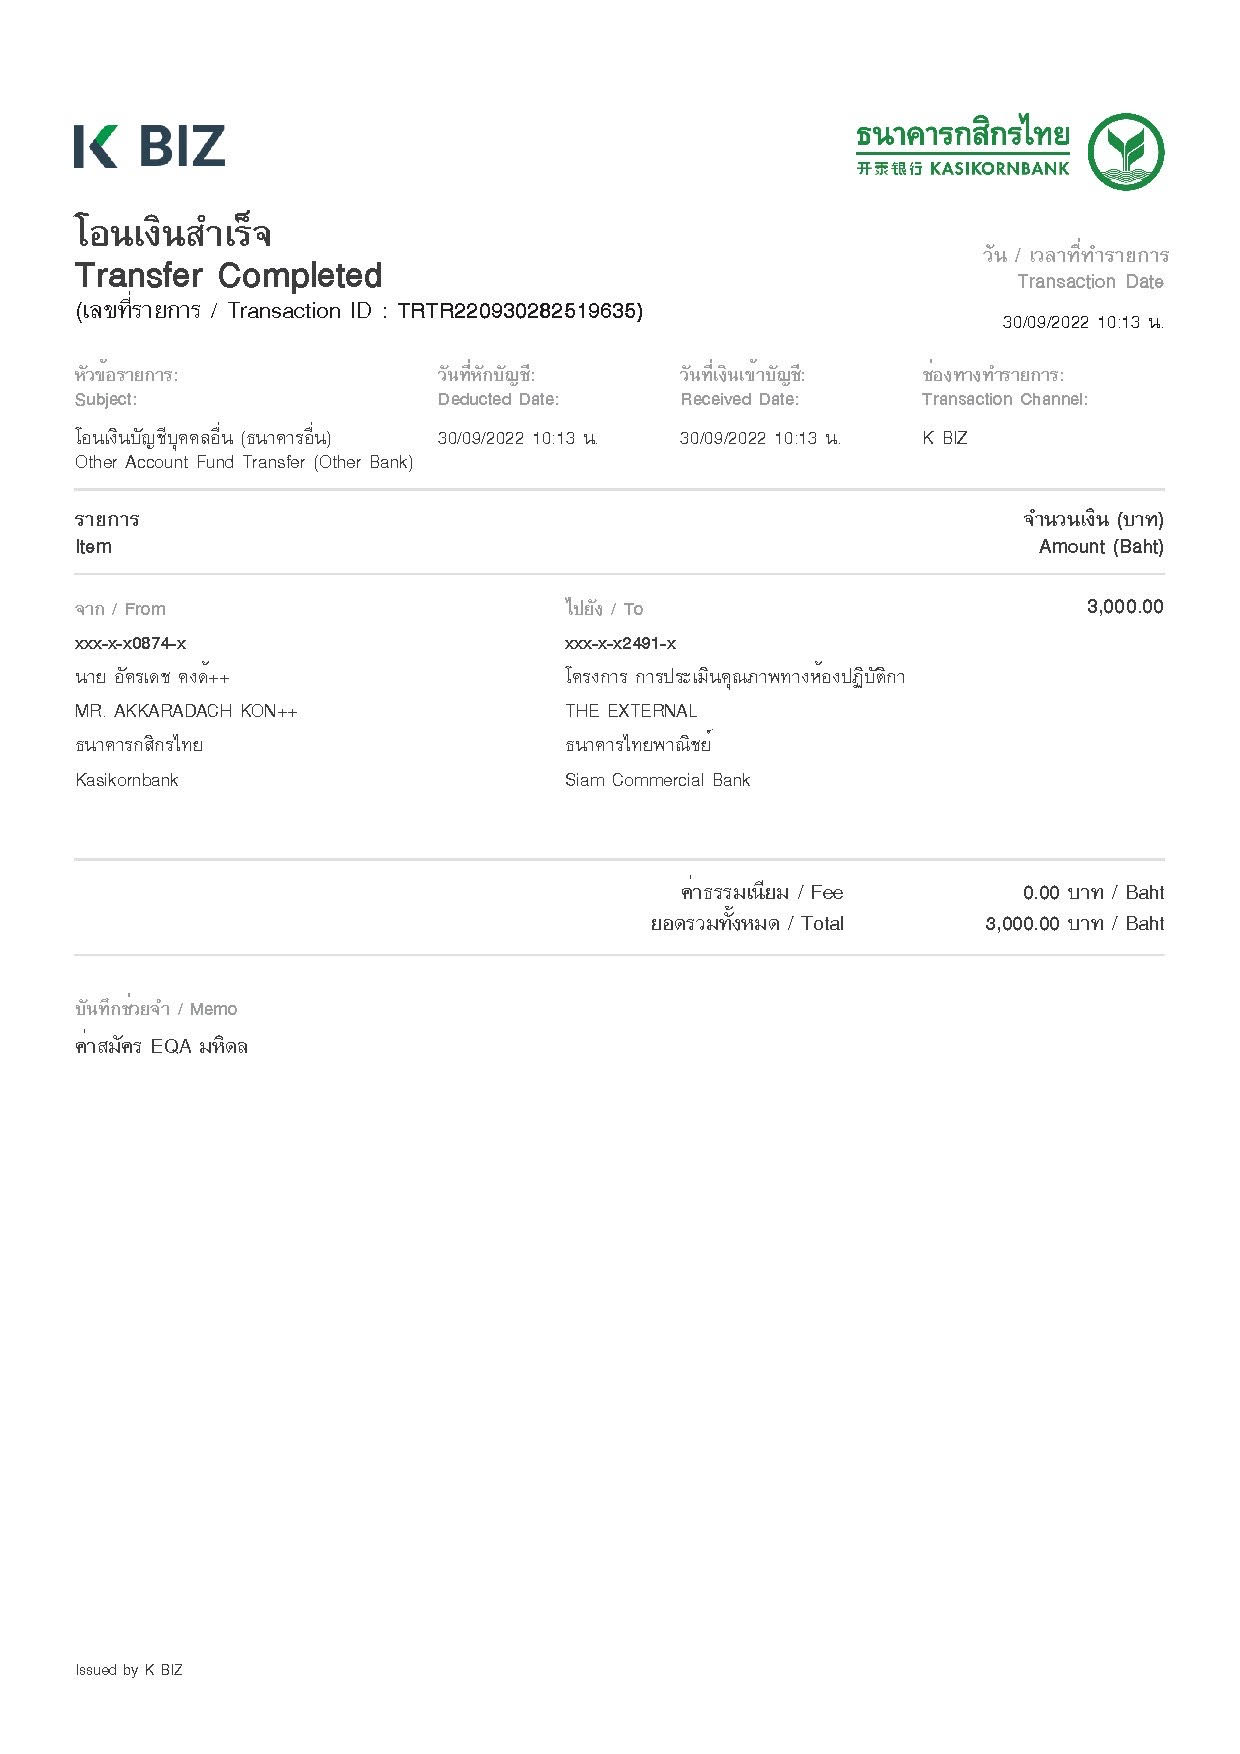 K BIZ
ธนาคารกสิกรไทย
开泰银行 KASIKORNBANK
โอนเงินสำเร็จ
Transfer Completed
(เลขที่รายการ / Transaction ID : TRTR220930282519635)
วัน / เวลาที่ทำรายการ
Transaction Date
30/09/2022 10:13 น.
หัวข้อรายการ: วันที่หักบัญชี: วันที่เงินเข้าบัญชี: ช่องทางทำรายการ:
Subject: Deducted Date: Received Date: Transaction Channel:
โอนเงินบัญชีบุคคลอื่น (ธนาคารอื่น) 30/09/2022 10:13 น. 30/09/2022 10:13 น. K BIZ
Other Account Fund Transfer (Other Bank)
รายการ จำนวนเงิน (บาท)
Item Amount (Baht)
จาก / From ไปยัง / To 3,000.00
xxx-x-x0874-x xxx-x-x2491-x
นาย อัครเดช คงด้++ โครงการ การประเมินคุณภาพทางห้องปฏิบัติกา
MR. AKKARADACH KON++ THE EXTERNAL
ธนาคารกสิกรไทย ธนาคารไทยพาณิชย์
Kasikornbank Siam Commercial Bank
ค่าธรรมเนียม / Fee 0.00 บาท / Baht
ยอดรวมทั้งหมด / Total 3,000.00 บาท / Baht
บันทึกช่วยจำ / Memo
ค่าสมัคร EQA มหิดล
Issued by K BIZ